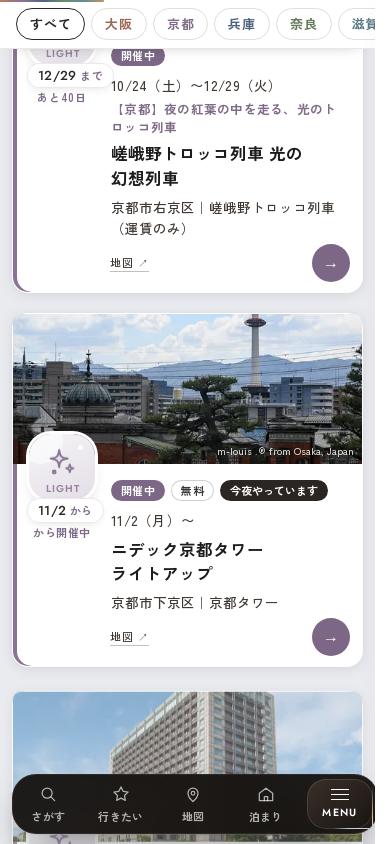 すべて
大阪
京都
兵庫
奈良
滋賀
LIGHT
12/29 まで
あと40日
開催中
10/24（土）〜12/29（火）
【京都】夜の紅葉の中を走る、光のト
ロッコ列車
嵯峨野トロッコ列車 光の
幻想列車
京都市右京区｜嵯峨野トロッコ列車
（運賃のみ）
地図 ↗
→
m-louis .® from Osaka, Japan
LIGHT
11/2 から
から開催中
開催中
無料
今夜やっています
11/2（月）〜
ニデック京都タワー
ライトアップ
京都市下京区｜京都タワー
地図 ↗
→
さがす
行きたい
地図
泊まり
MENU